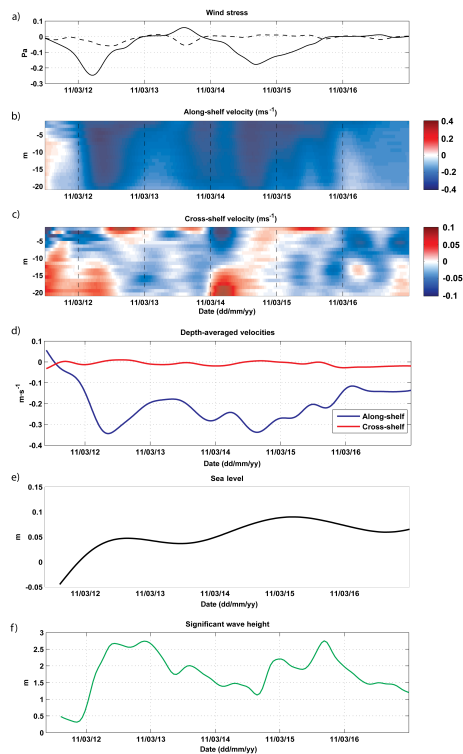 a)
Wind stress
0.1
0
-0.1
-0.2
-0.3
Pa
11/03/12 11/03/13 11/03/14 11/03/15 11/03/16
b)
Along-shelf velocity (ms-1)
-5
-10
-15
-20
m
11/03/12 11/03/13 11/03/14 11/03/15 11/03/16
0.4
0.2
0
-0.2
-0.4
c)
Cross-shelf velocity (ms-1)
-5
-10
-15
-20
m
11/03/12 11/03/13 11/03/14 11/03/15 11/03/16
Date (dd/mm/yy)
0.1
0.05
0
-0.05
-0.1
d)
Depth-averaged velocities
0.1
0
-0.1
-0.2
-0.3
-0.4
m·s-1
Along-shelf
Cross-shelf
11/03/12 11/03/13 11/03/14 11/03/15 11/03/16
Date (dd/mm/yy)
e)
Sea level
0.15
0.1
0.05
0
-0.05
m
11/03/12 11/03/13 11/03/14 11/03/15 11/03/16
Date (dd/mm/yy)
f)
Significant wave height
3
2.5
2
1.5
1
0.5
0
m
11/03/12 11/03/13 11/03/14 11/03/15 11/03/16
Date (dd/mm/yy)